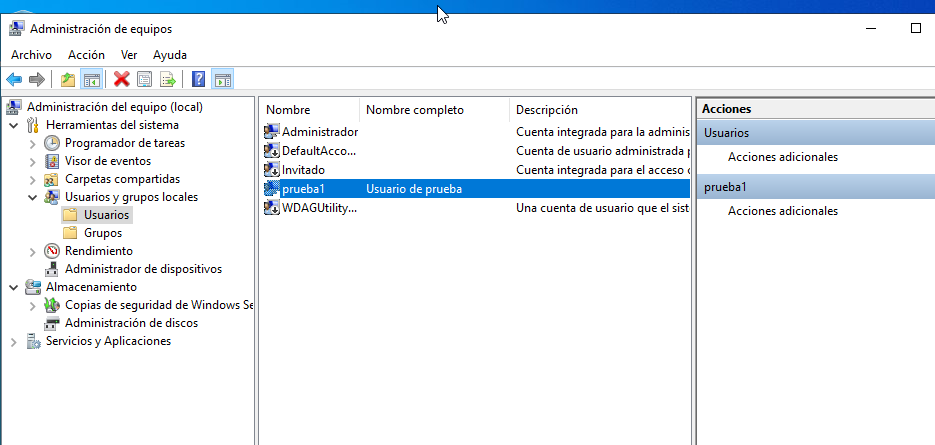 Administración de equipos
Archivo Acción Ver Ayuda
Administración del equipo (local)
Herramientas del sistema
Programador de tareas
Visor de eventos
Carpetas compartidas
Usuarios y grupos locales
Usuarios
Grupos
Rendimiento
Administrador de dispositivos
Almacenamiento
Copias de seguridad de Windows Se
Administración de discos
Servicios y Aplicaciones
Nombre Nombre completo Descripción
Administrador Cuenta integrada para la adminis
DefaultAcco... Cuenta de usuario administrada p
Invitado Cuenta integrada para el acceso d
prueba1 Usuario de prueba
WDAGUtility... Una cuenta de usuario que el sist
Acciones
Usuarios
Acciones adicionales
prueba1
Acciones adicionales